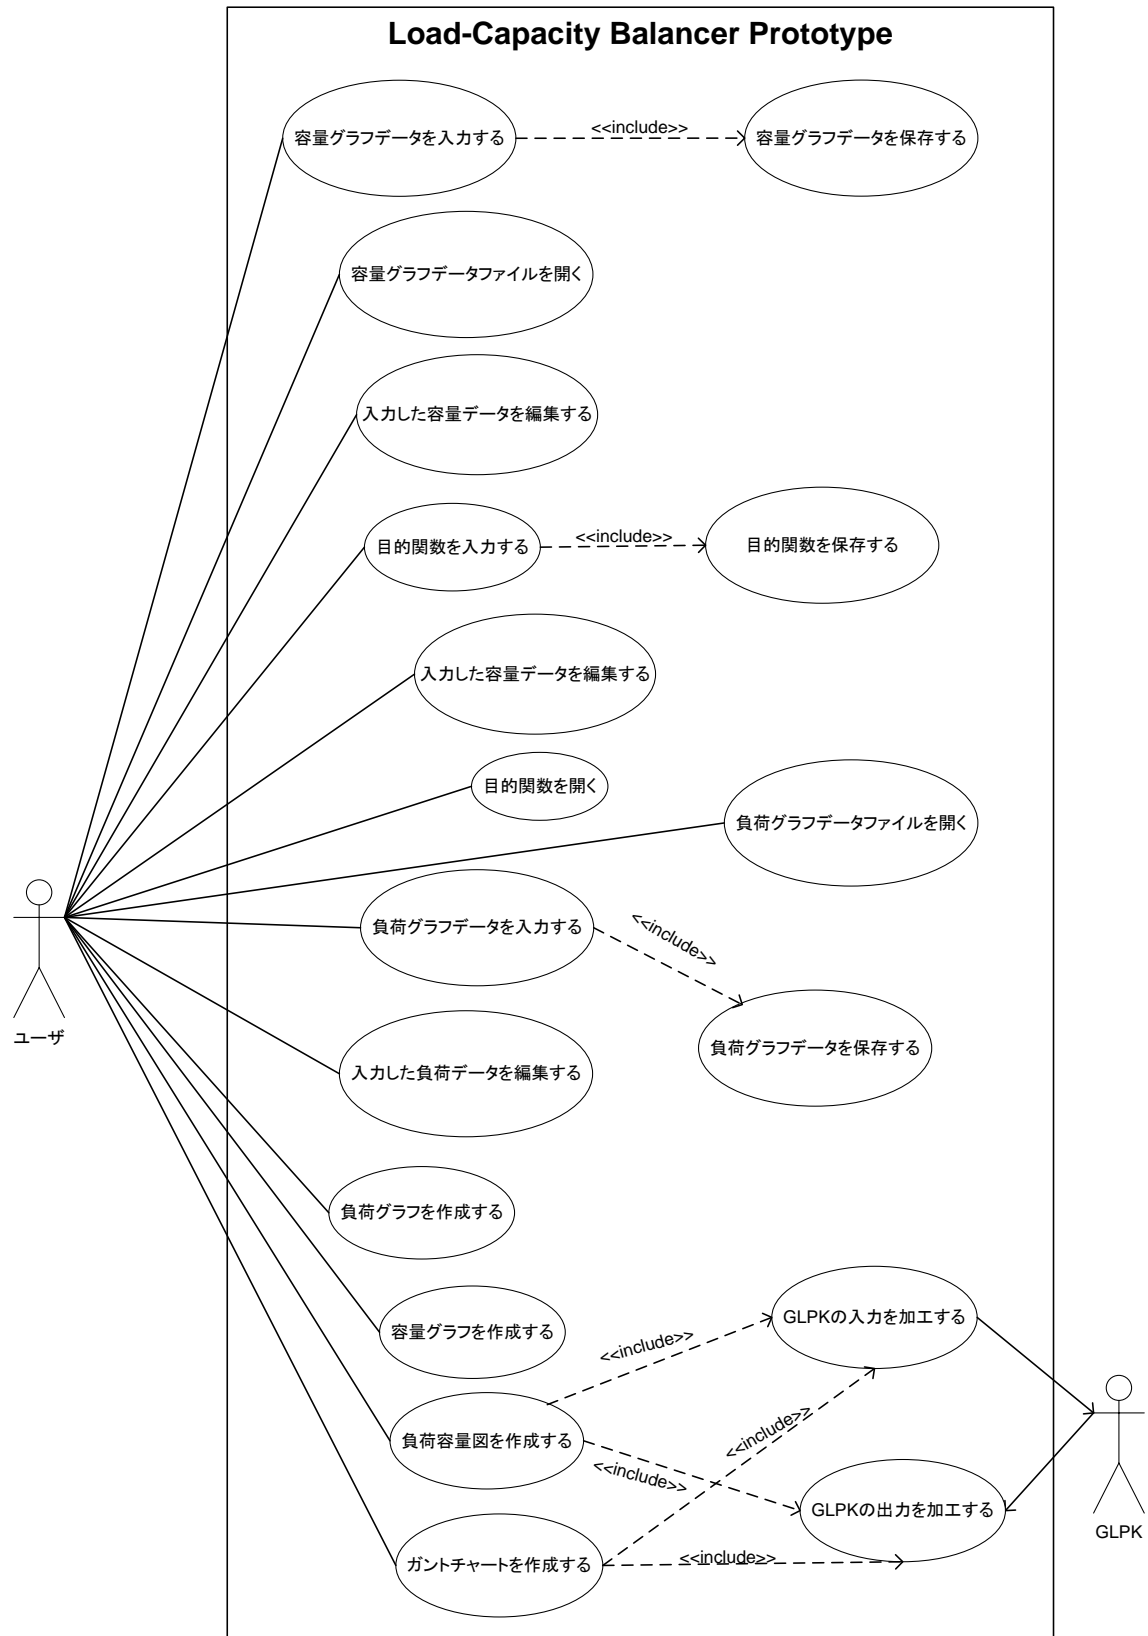 Load-Capacity Balancer Prototype
容量グラフデータを入力する
<<include>>
容量グラフデータを保存する
容量グラフデータファイルを開く
入力した容量データを編集する
目的関数を入力する
<<include>>
目的関数を保存する
入力した容量データを編集する
目的関数を開く
負荷グラフデータファイルを開く
負荷グラフデータを入力する
<<include>>
ユーザ
負荷グラフデータを保存する
入力した負荷データを編集する
負荷グラフを作成する
容量グラフを作成する
<<include>>
GLPKの入力を加工する
負荷容量図を作成する
<<include>>
<<include>>
GLPKの出力を加工する
GLPK
ガントチャートを作成する
<<include>>